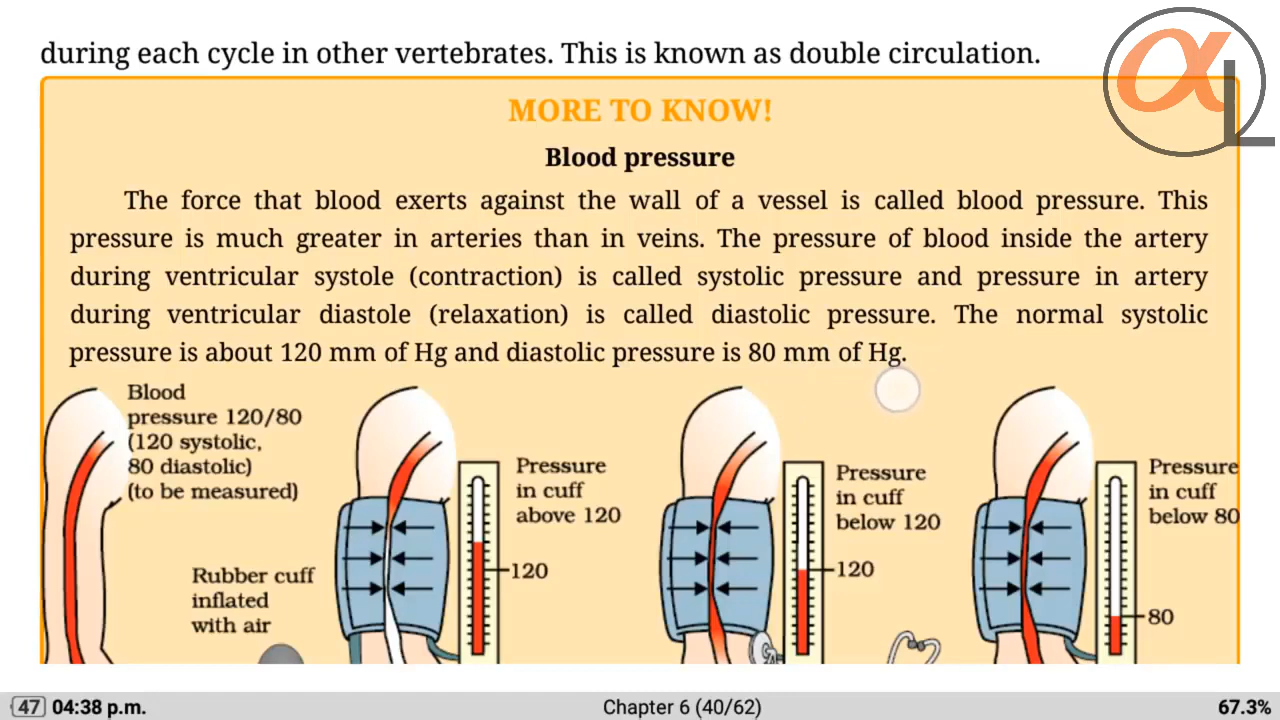 during each cycle in other vertebrates. This is known as double circulation.
MORE TO KNOW!
Blood pressure
The force that blood exerts against the wall of a vessel is called blood pressure. This
pressure is much greater in arteries than in veins. The pressure of blood inside the artery
during ventricular systole (contraction) is called systolic pressure and pressure in artery
during ventricular diastole (relaxation) is called diastolic pressure. The normal systolic
pressure is about 120 mm of Hg and diastolic pressure is 80 mm of Hg.
Blood
pressure 120/80
(120 systolic,
80 diastolic)
(to be measured)
Rubber cuff
inflated
with air
Pressure
in cuff
above 120
120
Pressure
in cuff
below 120
120
Pressure
in cuff
below 80
80
αL
47 04:38 p.m.
Chapter 6 (40/62)
67.3%